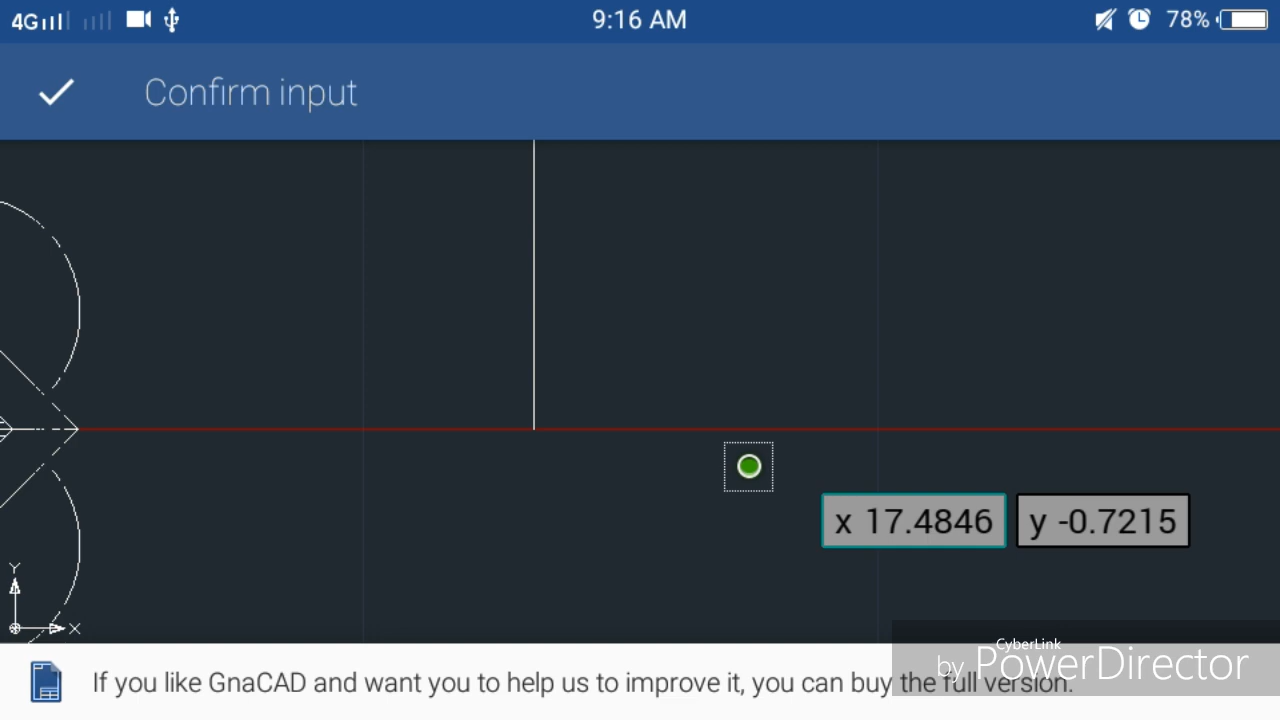 4G 9:16 AM 78%
Confirm input
x 17.4846 y -0.7215
Y
X
CyberLink
by PowerDirector
If you like GnaCAD and want you to help us to improve it, you can buy the full version.